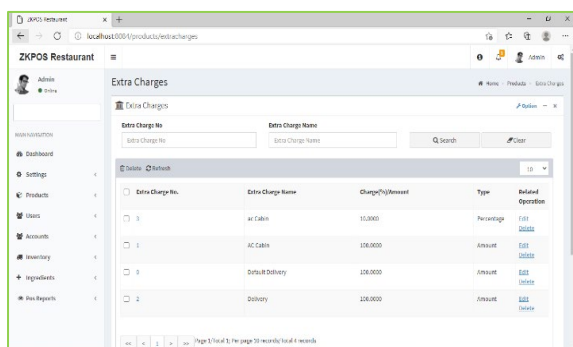 ZKPOS Restaurant
localhost:8084/products/extracharges
ZKPOS Restaurant
Admin
Admin
Online
Extra Charges
Home
Products
Extra Charges
Extra Charges
Option
Extra Charge No
Extra Charge Name
Extra Charge No
Extra Charge Name
Search
Clear
MAIN NAVIGATION
Dashboard
Settings
Products
Users
Accounts
Inventory
Ingredients
Pos Reports
Delete Refresh
10
Extra Charge No. Extra Charge Name Charge(%)/Amount Type Related Operation
ac Cabin 10.0000 Percentage Edit
Delete
1 AC Cabin 100.0000 Amount Edit
Delete
Default Delivery 100.0000 Amount Edit
Delete
2 Delivery 100.0000 Amount Edit
Delete
<< < 1 > >> Page 1/Total 1; Per page 10 records/Total 4 records